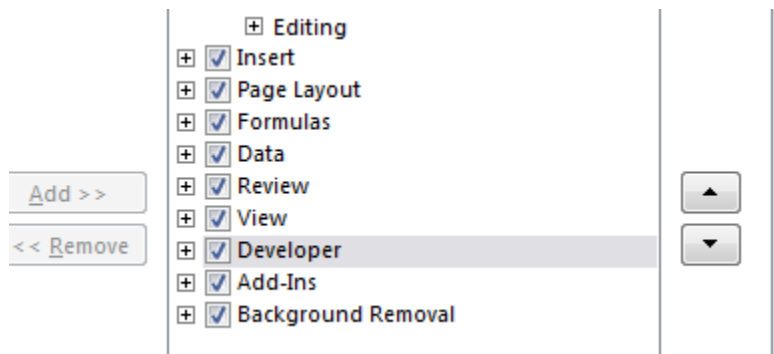 Editing
Insert
Page Layout
Formulas
Data
Add >>
Review
View
<< Remove
Developer
Add-Ins
Background Removal